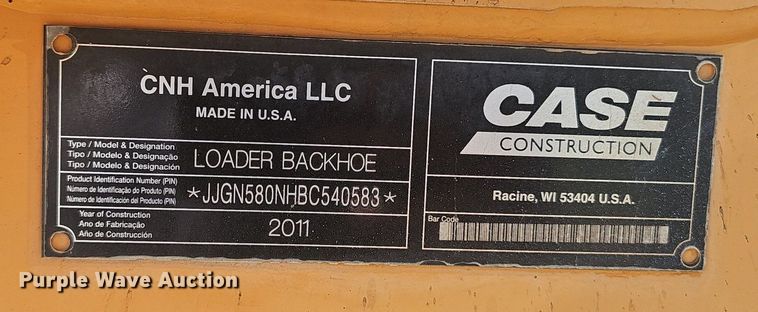 CNH America LLC
MADE IN U.S.A.
Type / Model & Designation
Tipo / Modelo & Designação
Tipo / Modelo & Designación
LOADER BACKHOE
Product Identification Number (PIN)
Número de Identificação do Produto (PIN)
Número de Identificación del Producto (PIN)
*JJGN580NHBC540583*
Year of Construction
Ano de Fabricação
Año de Construcción
2011
CASE
CONSTRUCTION
Racine, WI 53404 U.S.A.
Bar Code
Purple Wave Auction